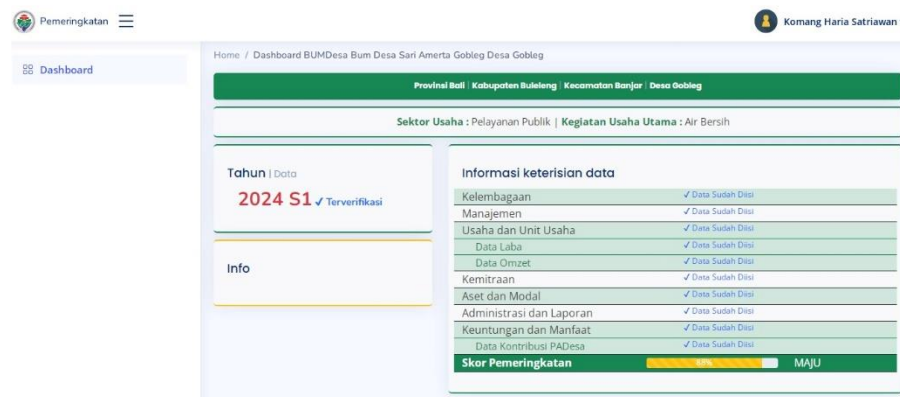 Pemeringkatan
Komang Haria Satriawan
Dashboard
Home / Dashboard BUMDesa Bum Desa Sari Amerta Gobleg Desa Gobleg
Provinsi Bali | Kabupaten Buleleng | Kecamatan Banjar | Desa Gobleg
Sektor Usaha : Pelayanan Publik | Kegiatan Usaha Utama : Air Bersih
Tahun | Data
2024 S1 ✓ Terverifikasi
Info
Informasi keterisian data
Kelembagaan ✓ Data Sudah Diisi
Manajemen ✓ Data Sudah Diisi
Usaha dan Unit Usaha ✓ Data Sudah Diisi
Data Laba ✓ Data Sudah Diisi
Data Omzet ✓ Data Sudah Diisi
Kemitraan ✓ Data Sudah Diisi
Aset dan Modal ✓ Data Sudah Diisi
Administrasi dan Laporan ✓ Data Sudah Diisi
Keuntungan dan Manfaat ✓ Data Sudah Diisi
Data Kontribusi PADesa ✓ Data Sudah Diisi
Skor Pemeringkatan MAJU